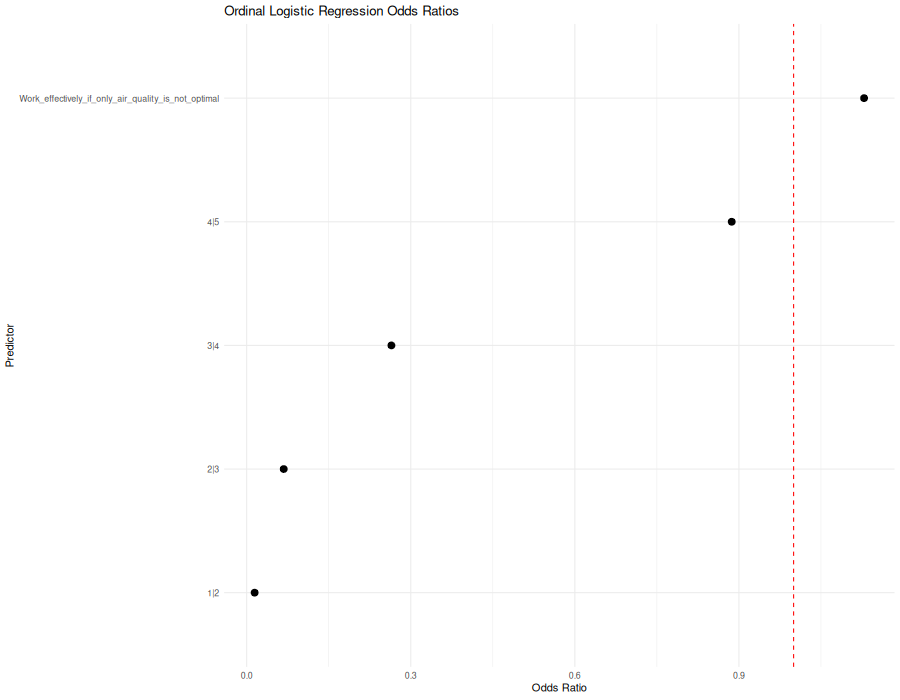 Ordinal Logistic Regression Odds Ratios
Work_effectively_if_only_air_quality_is_not_optimal
4|5
3|4
2|3
1|2
Predictor
0.0 0.3 0.6 0.9
Odds Ratio